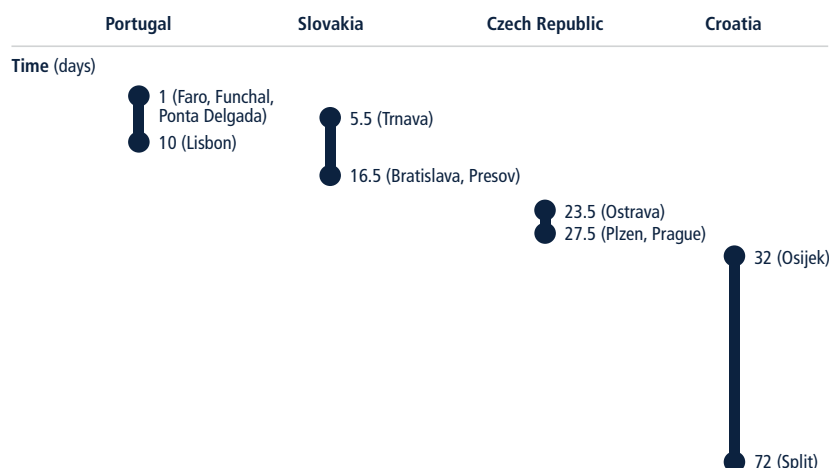 Portugal Slovakia Czech Republic Croatia
Time (days)
1 (Faro, Funchal,
Ponta Delgada)
10 (Lisbon)
5.5 (Trnava)
16.5 (Bratislava, Presov)
23.5 (Ostrava)
27.5 (Plzen, Prague)
32 (Osijek)
72 (Split)